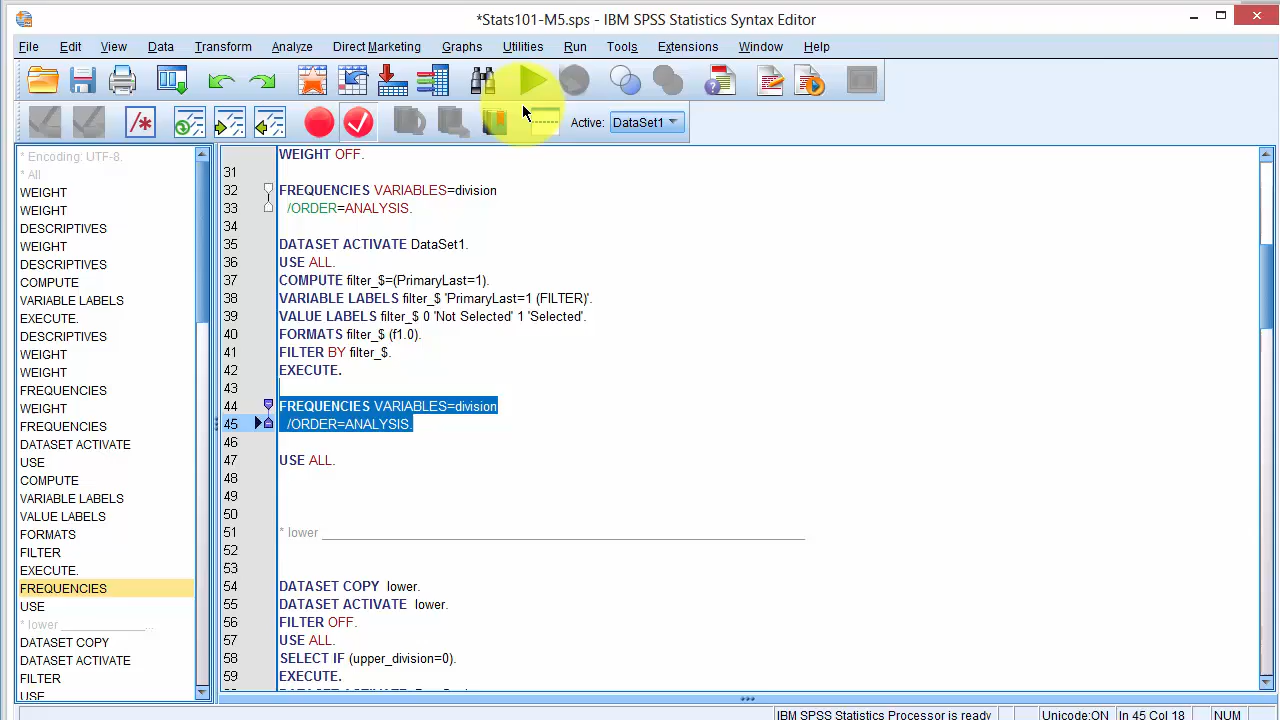 *Stats101-M5.sps - IBM SPSS Statistics Syntax Editor
File Edit View Data Transform Analyze Direct Marketing Graphs Utilities Run Tools Extensions Window Help
Active: DataSet1
* Encoding: UTF-8.
* All
WEIGHT
WEIGHT
DESCRIPTIVES
WEIGHT
DESCRIPTIVES
COMPUTE
VARIABLE LABELS
EXECUTE.
DESCRIPTIVES
WEIGHT
WEIGHT
FREQUENCIES
WEIGHT
FREQUENCIES
DATASET ACTIVATE
USE
COMPUTE
VARIABLE LABELS
VALUE LABELS
FORMATS
FILTER
EXECUTE.
FREQUENCIES
USE
* lower ______________...
DATASET COPY
DATASET ACTIVATE
FILTER
USE
WEIGHT OFF.
31
32 FREQUENCIES VARIABLES=division
33 /ORDER=ANALYSIS.
34
35 DATASET ACTIVATE DataSet1.
36 USE ALL.
37 COMPUTE filter_$=(PrimaryLast=1).
38 VARIABLE LABELS filter_$ 'PrimaryLast=1 (FILTER)'.
39 VALUE LABELS filter_$ 0 'Not Selected' 1 'Selected'.
40 FORMATS filter_$ (f1.0).
41 FILTER BY filter_$.
42 EXECUTE.
43
44 FREQUENCIES VARIABLES=division
45 /ORDER=ANALYSIS.
46
47 USE ALL.
48
49
50
51 * lower ______________________________________________________
52
53
54 DATASET COPY lower.
55 DATASET ACTIVATE lower.
56 FILTER OFF.
57 USE ALL.
58 SELECT IF (upper_division=0).
59 EXECUTE.
IBM SPSS Statistics Processor is ready Unicode:ON In 45 Col 18 NUM